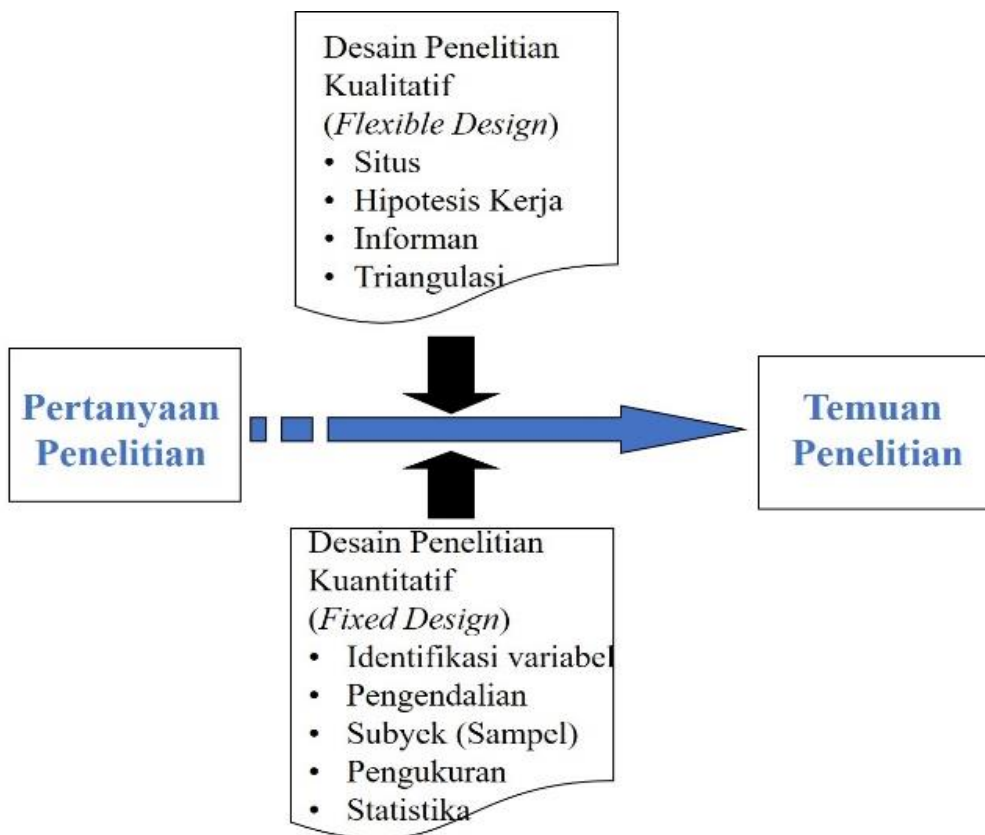 Desain Penelitian
Kualitatif
(Flexible Design)
• Situs
• Hipotesis Kerja
• Informan
• Triangulasi
Pertanyaan
Penelitian
Temuan
Penelitian
Desain Penelitian
Kuantitatif
(Fixed Design)
• Identifikasi variabel
• Pengendalian
• Subyek (Sampel)
• Pengukuran
• Statistika